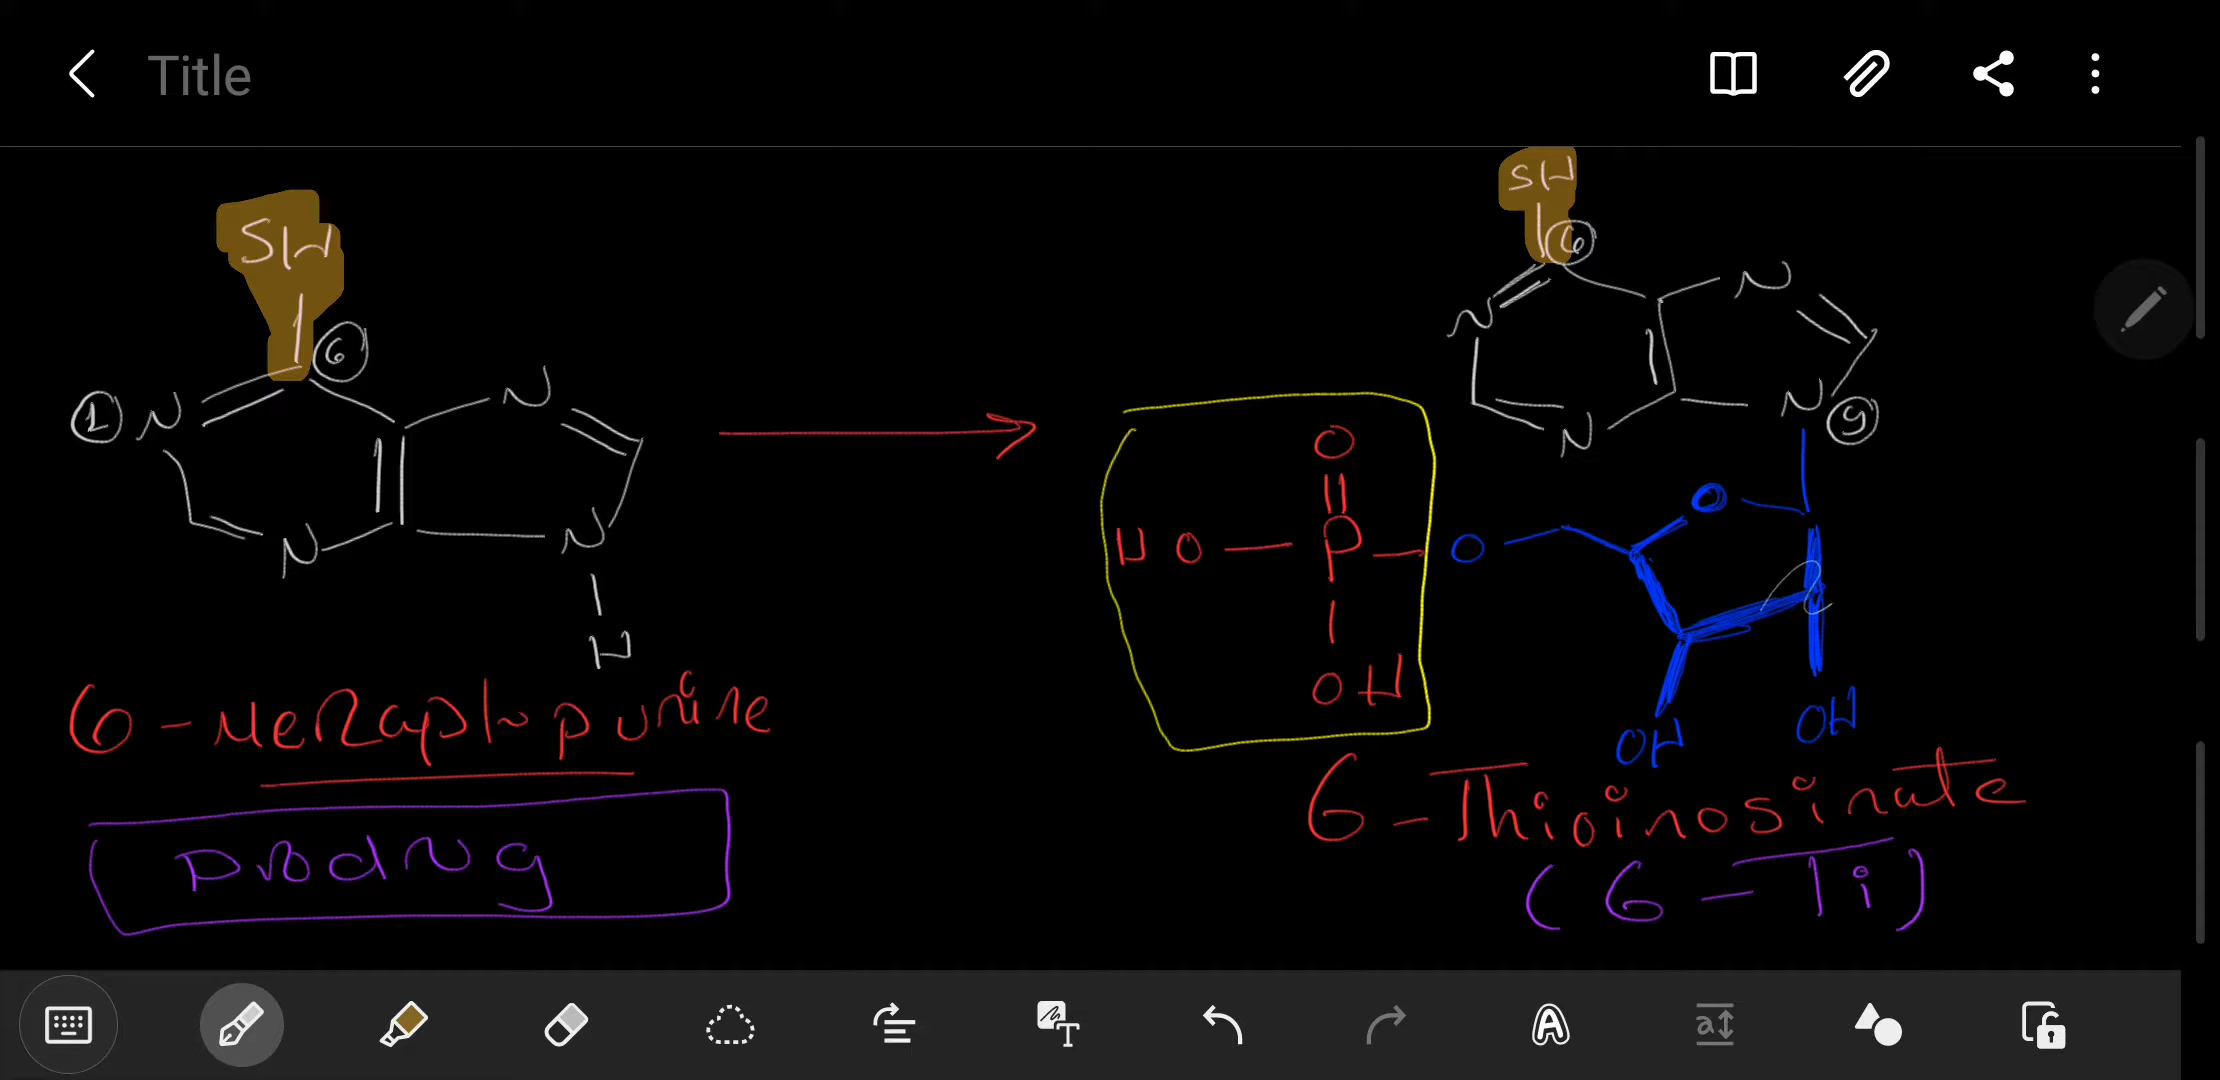 Title
SH
6
1 N
N
N
N
H
6-Mercaptopurine
Prodrug
SH
6
N
N
N
N 9
O
HO-P-O
OH
O
OH
OH
6-Thioinosinate
(6-Ti)